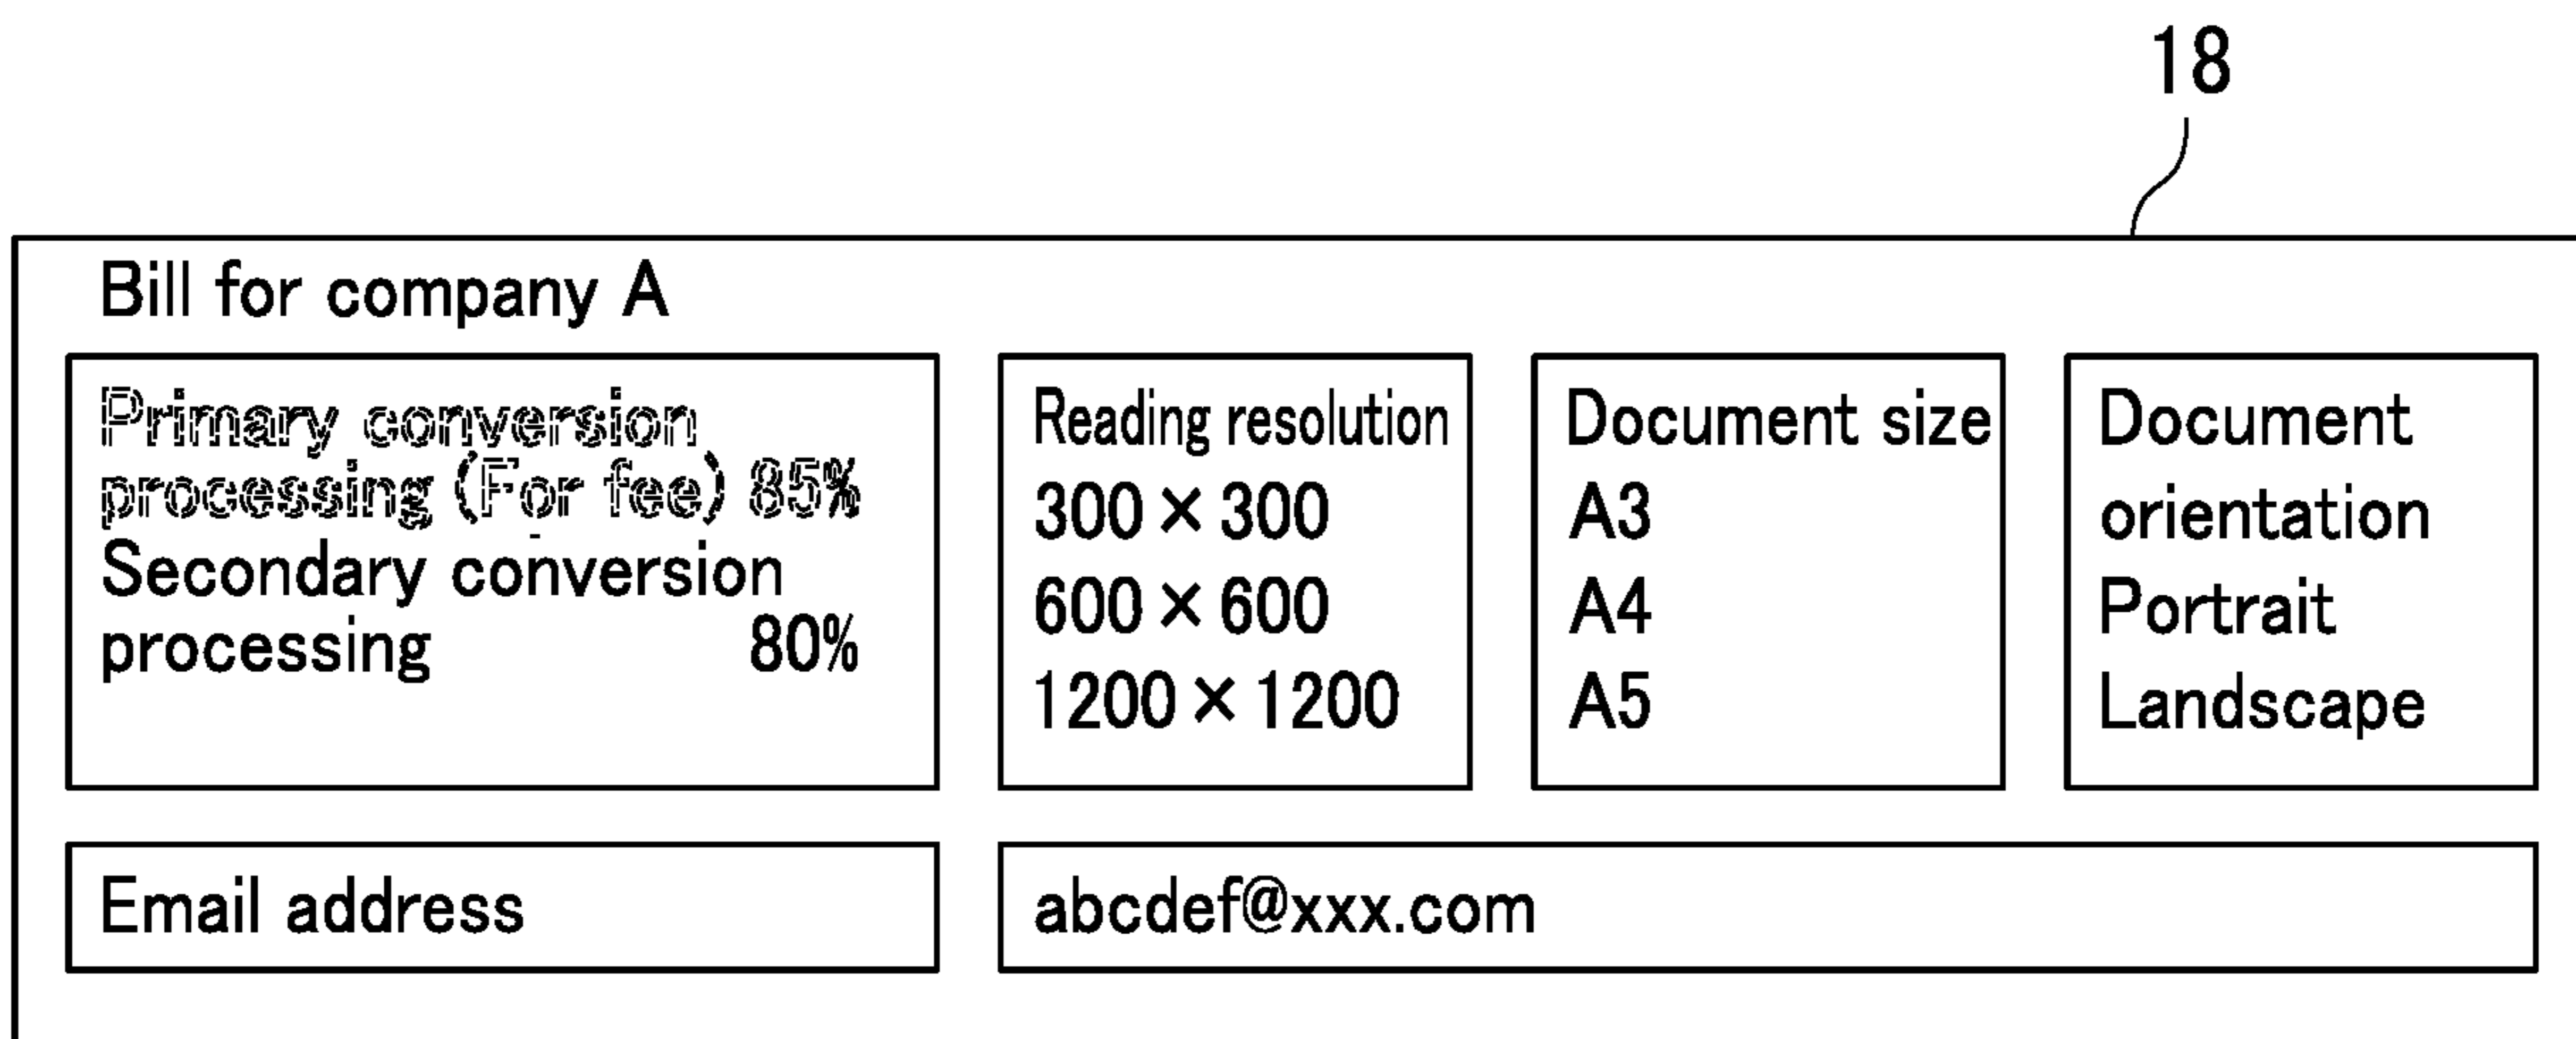 18
Bill for company A
Primary conversion
processing (For fee) 85%
Secondary conversion
processing 80%
Reading resolution
300 × 300
600 × 600
1200 × 1200
Document size
A3
A4
A5
Document
orientation
Portrait
Landscape
Email address
abcdef@xxx.com